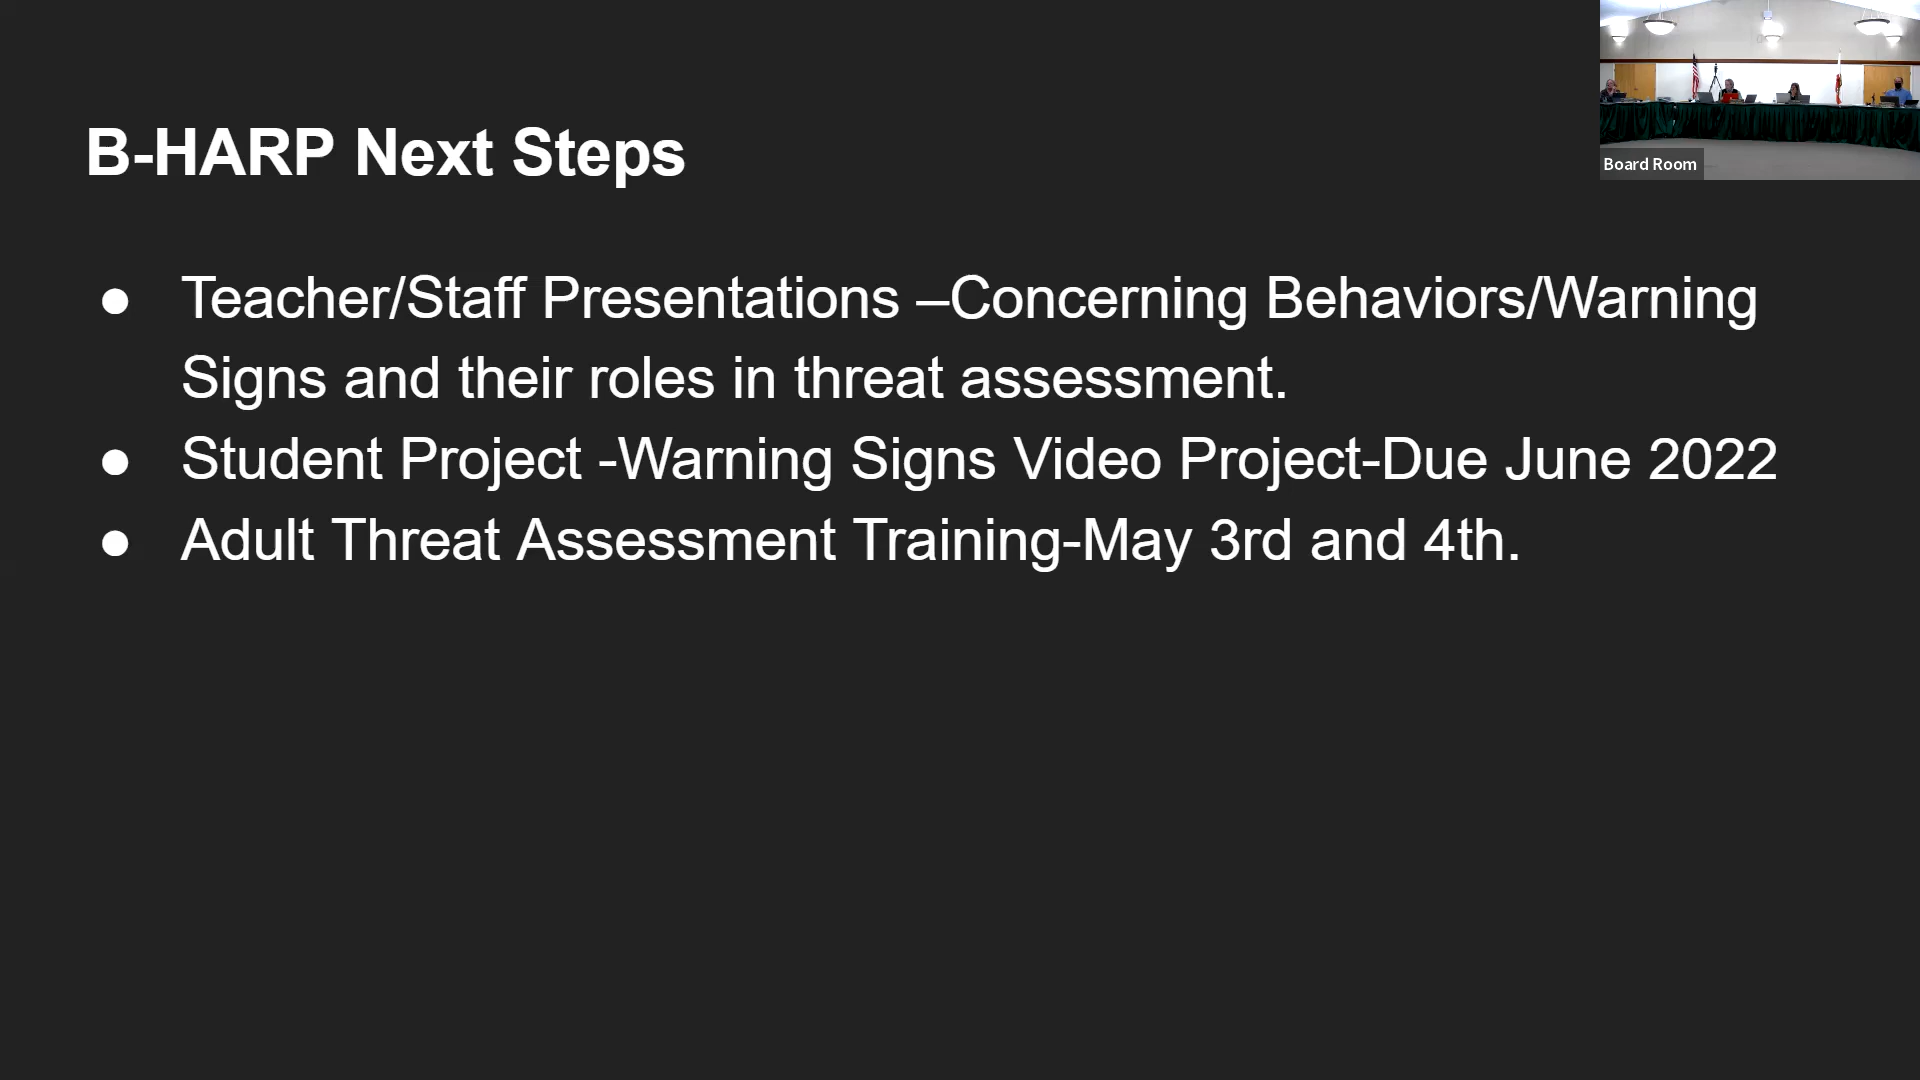 B-HARP Next Steps
Board Room
● Teacher/Staff Presentations –Concerning Behaviors/Warning
Signs and their roles in threat assessment.
● Student Project -Warning Signs Video Project-Due June 2022
● Adult Threat Assessment Training-May 3rd and 4th.